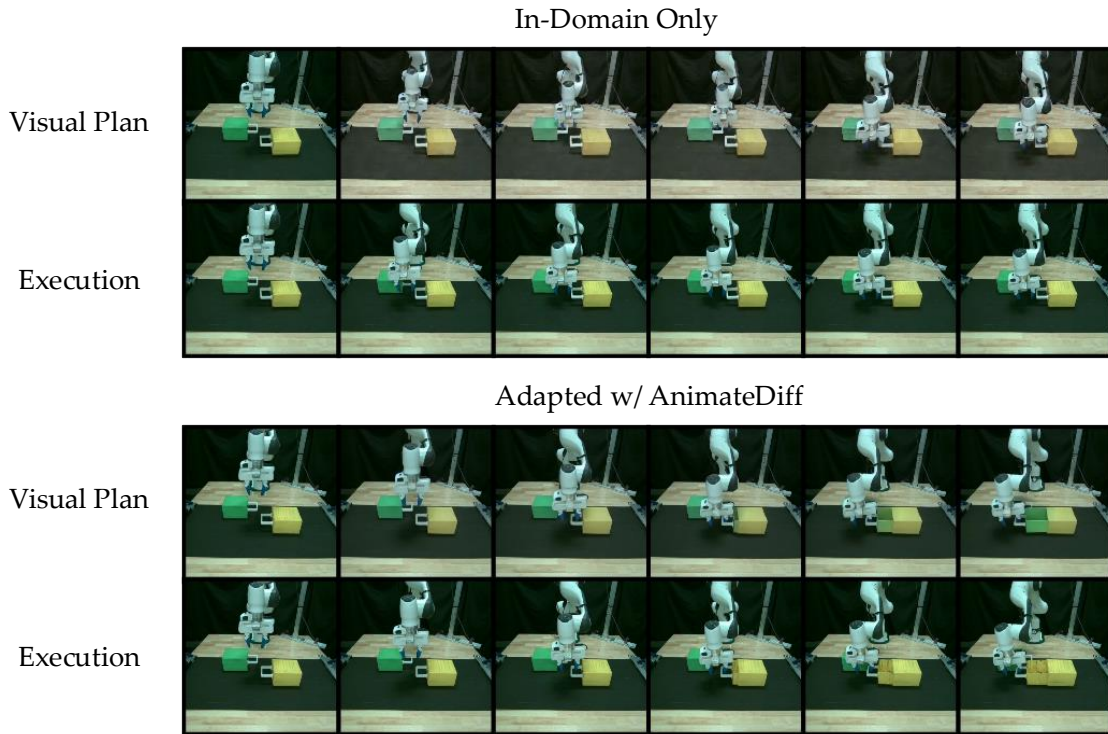 In-Domain Only
Visual Plan
Execution
Adapted w/ AnimateDiff
Visual Plan
Execution